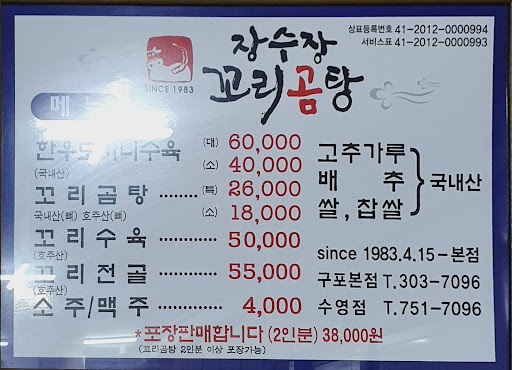 상표등록번호 41-2012-0000994
서비스표 41-2012-0000993
장수장
꼬리곰탕
SINCE 1983
메
(대) 60,000
수육
(국내산) (소) 40,000
꼬리곰탕 ....... (특) 26,000
국내산(뼈) 호주산(뼈) (소) 18,000
꼬리수육 ............ 50,000
(호주산)
꼬리전골 ............ 55,000
(호주산)
소주/맥주 ............ 4,000
*포장판매합니다 (2인분) 38,000원
(꼬리곰탕 2인분 이상 포장가능)
고추가루
배 추
쌀, 찹쌀
국내산
since 1983.4.15-본점
구포본점 T. 303-7096
수영점 T. 751-7096